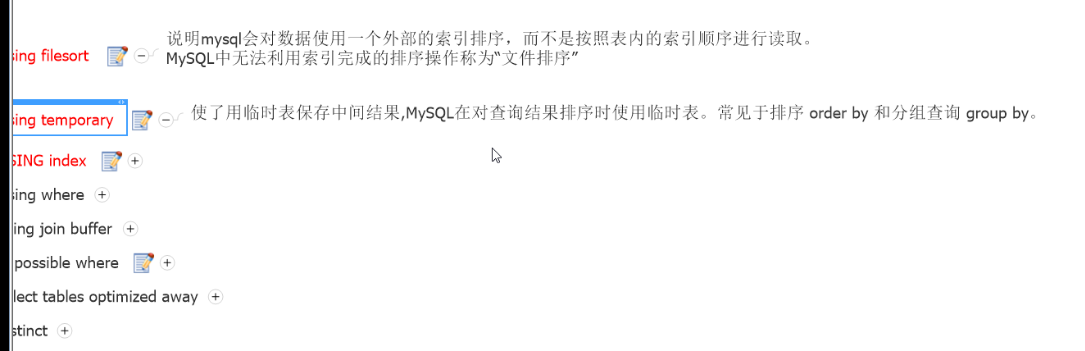 说明mysql会对数据使用一个外部的索引排序，而不是按照表内的索引顺序进行读取。
sing filesort
MySQL中无法利用索引完成的排序操作称为“文件排序”
sing temporary
使了用临时表保存中间结果,MySQL在对查询结果排序时使用临时表。常见于排序 order by 和分组查询 group by。
SING index
sing where
ing join buffer
possible where
lect tables optimized away
stinct